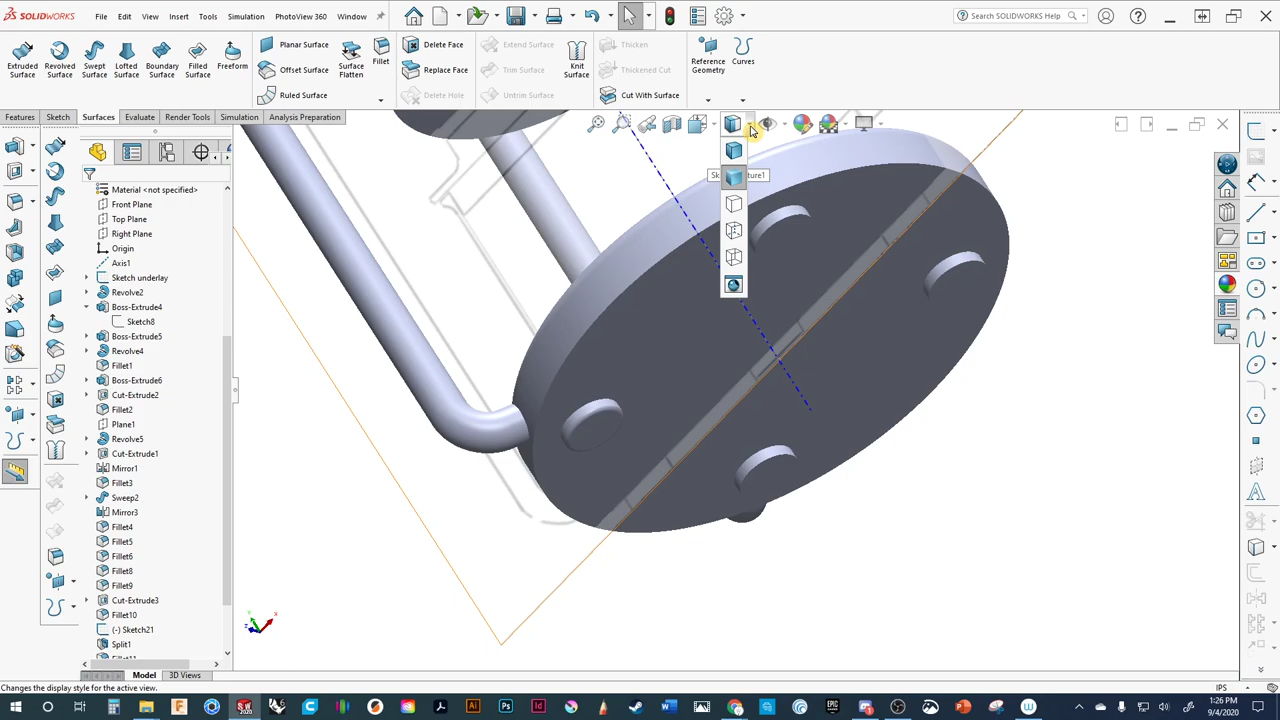 SOLIDWORKS
File
Edit
View
Insert
Tools
Simulation
PhotoView 360
Window
Search SOLIDWORKS Help
Extruded
Surface
Revolved
Surface
Swept
Surface
Lofted
Surface
Boundary
Surface
Filled
Surface
Freeform
Planar Surface
Offset Surface
Ruled Surface
Surface
Flatten
Fillet
Delete Face
Replace Face
Delete Hole
Extend Surface
Trim Surface
Untrim Surface
Knit
Surface
Thicken
Thickened Cut
Cut With Surface
Reference
Geometry
Curves
Features
Sketch
Surfaces
Evaluate
Render Tools
Simulation
Analysis Preparation
Material <not specified>
Front Plane
Top Plane
Right Plane
Origin
Axis1
Sketch underlay
Revolve2
Boss-Extrude4
Sketch8
Boss-Extrude5
Revolve4
Fillet1
Boss-Extrude6
Cut-Extrude2
Fillet2
Plane1
Revolve5
Cut-Extrude1
Mirror1
Fillet3
Sweep2
Mirror3
Fillet4
Fillet5
Fillet6
Fillet8
Fillet9
Cut-Extrude3
Fillet10
(-) Sketch21
Split1
Model
3D Views
Changes the display style for the active view.
IPS
1:26 PM
9/4/2020